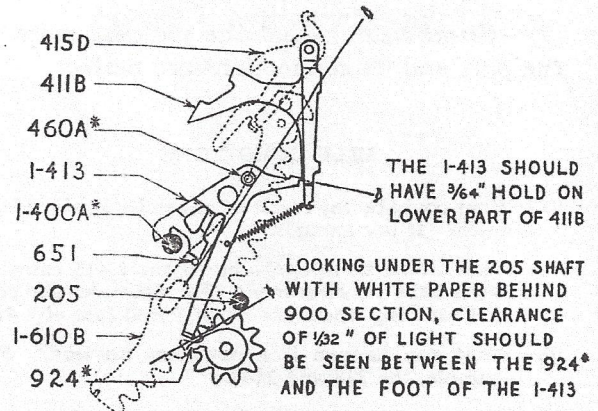 415D
411B
460A*
1-413
1-400A*
651
205
1-610B
924*
THE 1-413 SHOULD
HAVE 3/64" HOLD ON
LOWER PART OF 411B
LOOKING UNDER THE 205 SHAFT
WITH WHITE PAPER BEHIND
900 SECTION, CLEARANCE
OF 1/32" OF LIGHT SHOULD
BE SEEN BETWEEN THE 924*
AND THE FOOT OF THE 1-413